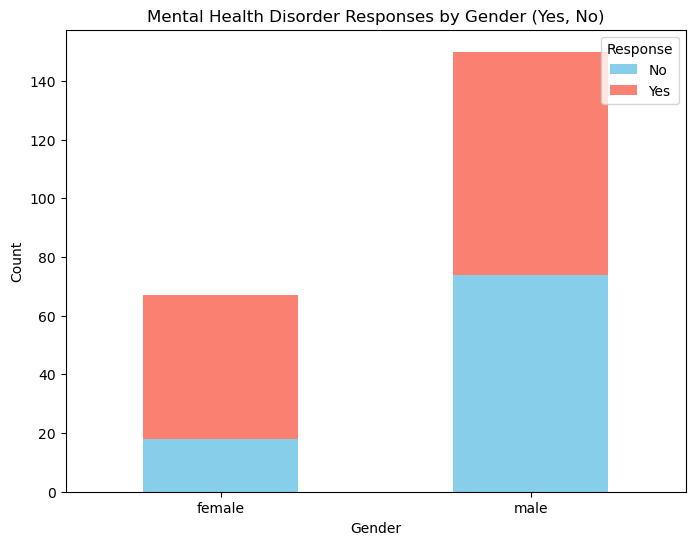 Mental Health Disorder Responses by Gender (Yes, No)
Response
No
Yes
140
120
100
80
60
40
20
0
Count
female male
Gender